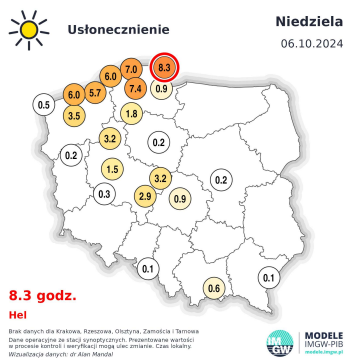 Usłonecznienie
Niedziela
06.10.2024
8.3
7.0
6.0
7.4
0.9
5.7
6.0
0.5
3.5
1.8
3.2
0.2
0.2
1.5
3.2
0.2
0.3
2.9
0.9
0.1
0.1
0.6
8.3 godz.
Hel
Brak danych dla Krakowa, Rzeszowa, Olsztyna, Zamościa i Tarnowa
Dane operacyjne ze stacji synoptycznych. Prezentowane wartości
w procesie kontroli i weryfikacji mogą ulec zmianie. Czas lokalny.
Wizualizacja danych: dr Alan Mandal
IM
GW
MODELE
IMGW-PIB
modele.imgw.pl